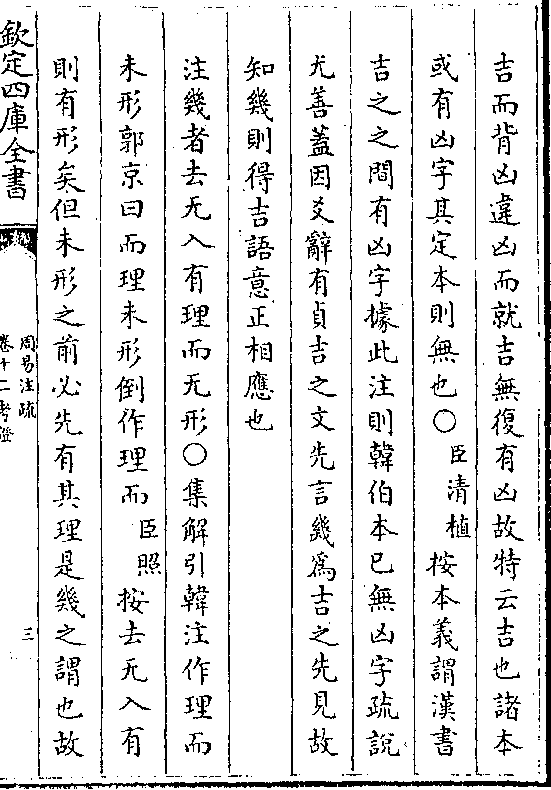 吉而背凶違凶而就吉無復有凶故特云吉也諸本
或有凶字其定本則無也〇臣清植按本義謂漢書
吉之之間有凶字據此注則韓伯本已無凶字疏說
尤善蓋因爻辭有貞吉之文先言幾爲吉之先見故
知幾則得吉語意正相應也
注幾者去无入有理而无形〇集解引韓注作理而
未形郭京曰而理未形倒作理而臣照按去无入有
則有形矣但未形之前必先有其理是幾之謂也故
欽定四庫全書
周易注疏
卷十二考證
三